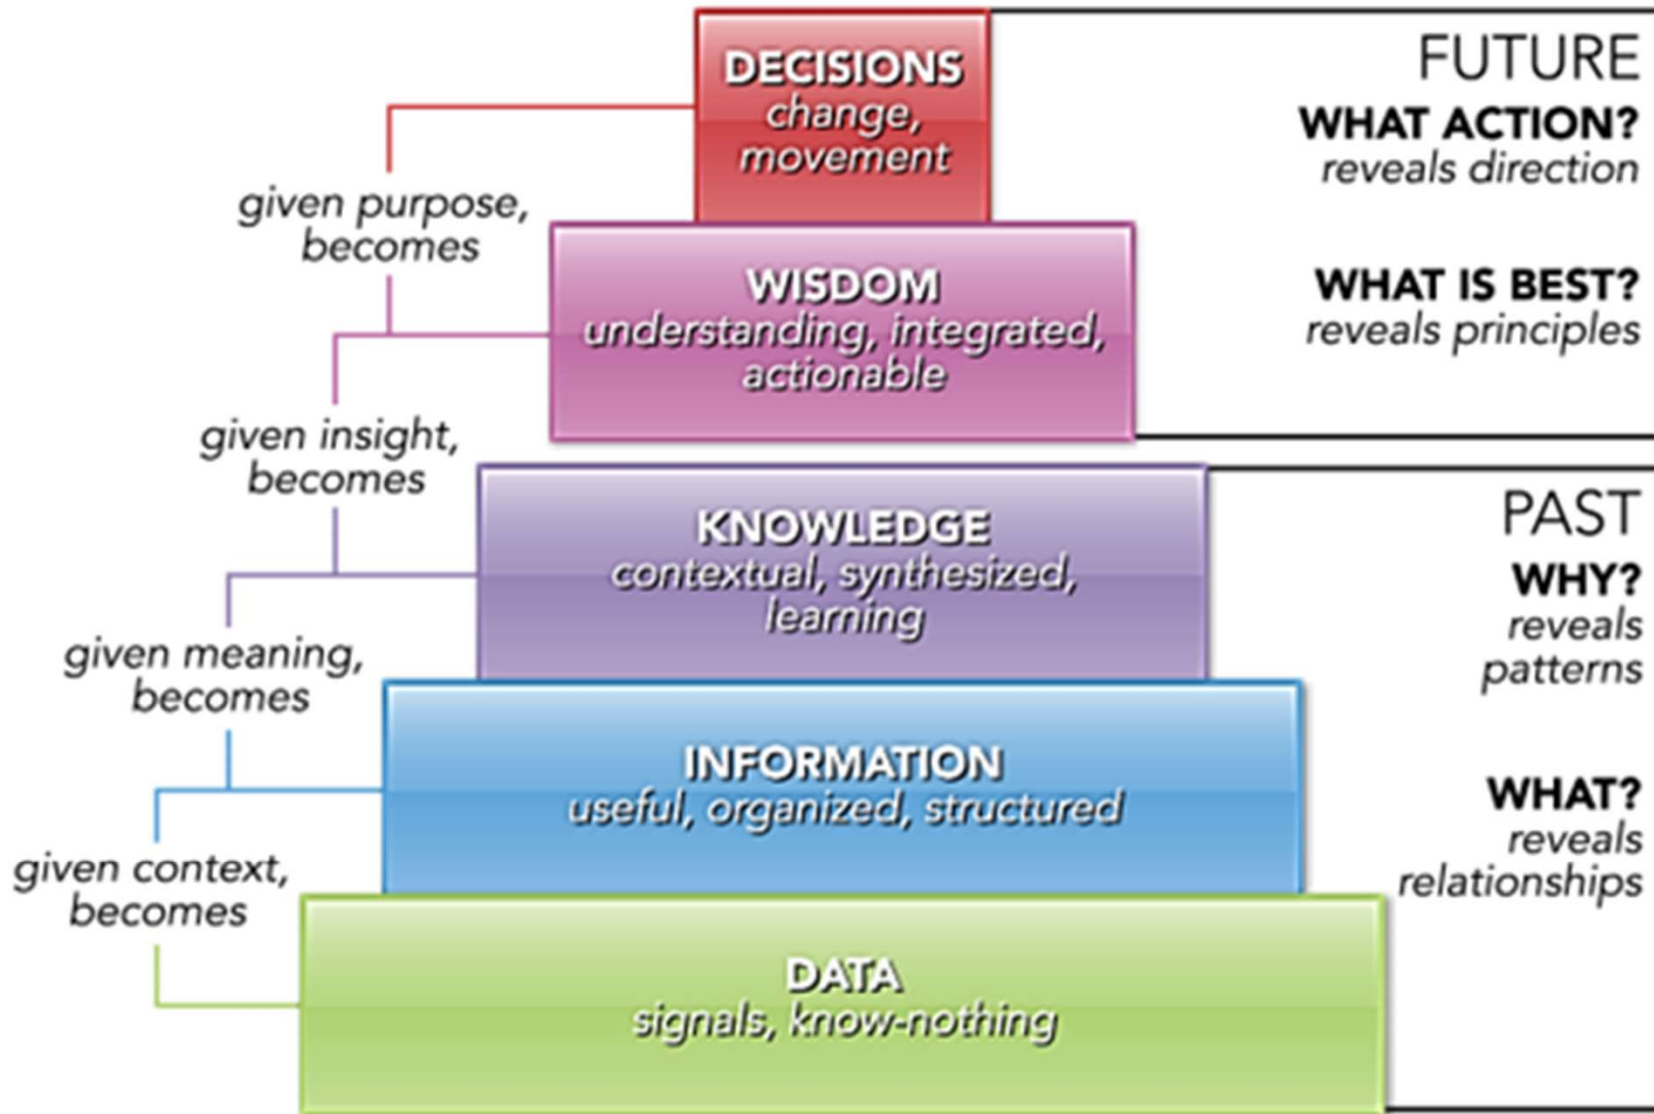 DECISIONS
change,
movement
FUTURE
WHAT ACTION?
reveals direction
given purpose,
becomes
WISDOM
understanding, integrated,
actionable
WHAT IS BEST?
reveals principles
given insight,
becomes
KNOWLEDGE
contextual, synthesized,
learning
PAST
WHY?
reveals
patterns
given meaning,
becomes
INFORMATION
useful, organized, structured
WHAT?
reveals
relationships
given context,
becomes
DATA
signals, know-nothing